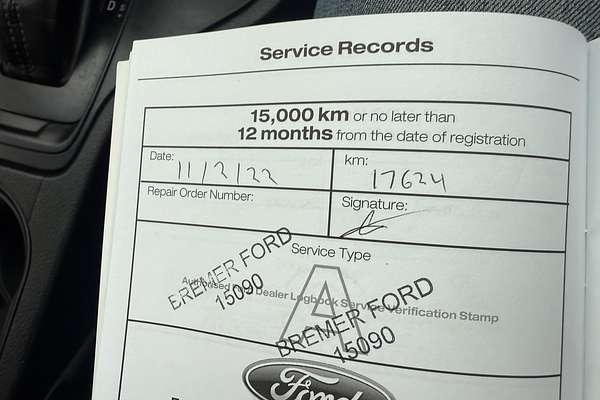 D
Service Records
15,000 km or no later than
12 months from the date of registration
Date: 11/2/22
km: 17624
Repair Order Number:
Signature:
Service Type
A
Dealer Logbook Service Verification Stamp
BREMER FORD
15090
BREMER FORD
15090
Ford